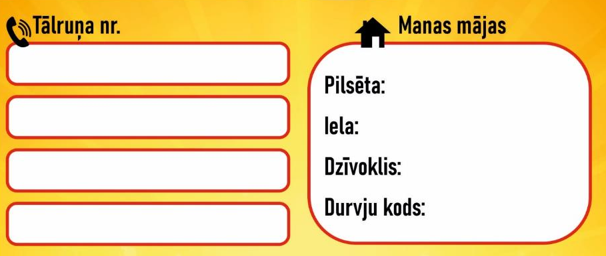 Tālruņa nr.
Manas mājas
Pilsēta:
Iela:
Dzīvoklis:
Durvju kods: